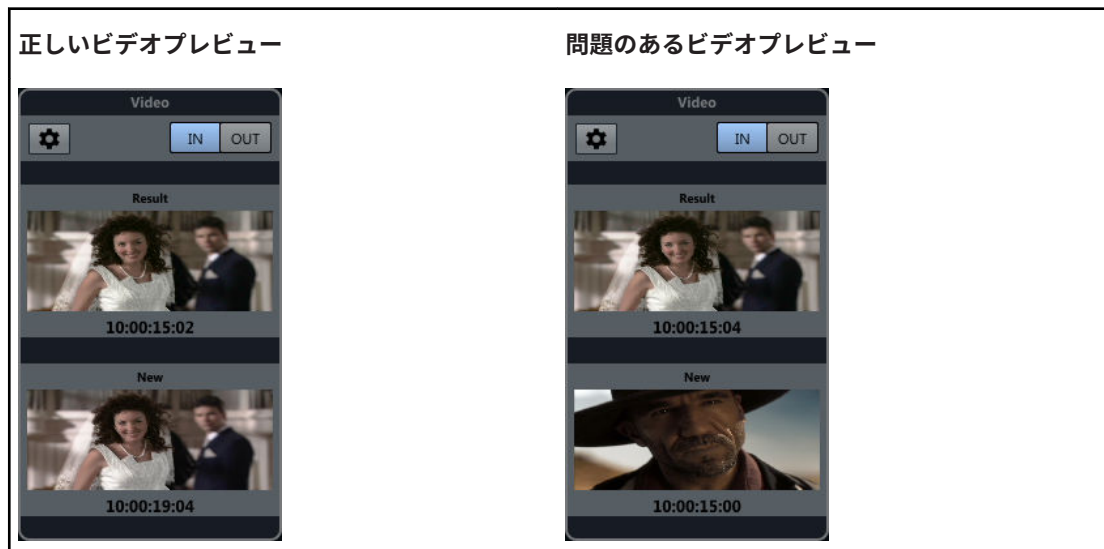 正しいビデオプレビュー
Video
IN OUT
Result
10:00:15:02
New
10:00:19:04
問題のあるビデオプレビュー
Video
IN OUT
Result
10:00:15:04
New
10:00:15:00